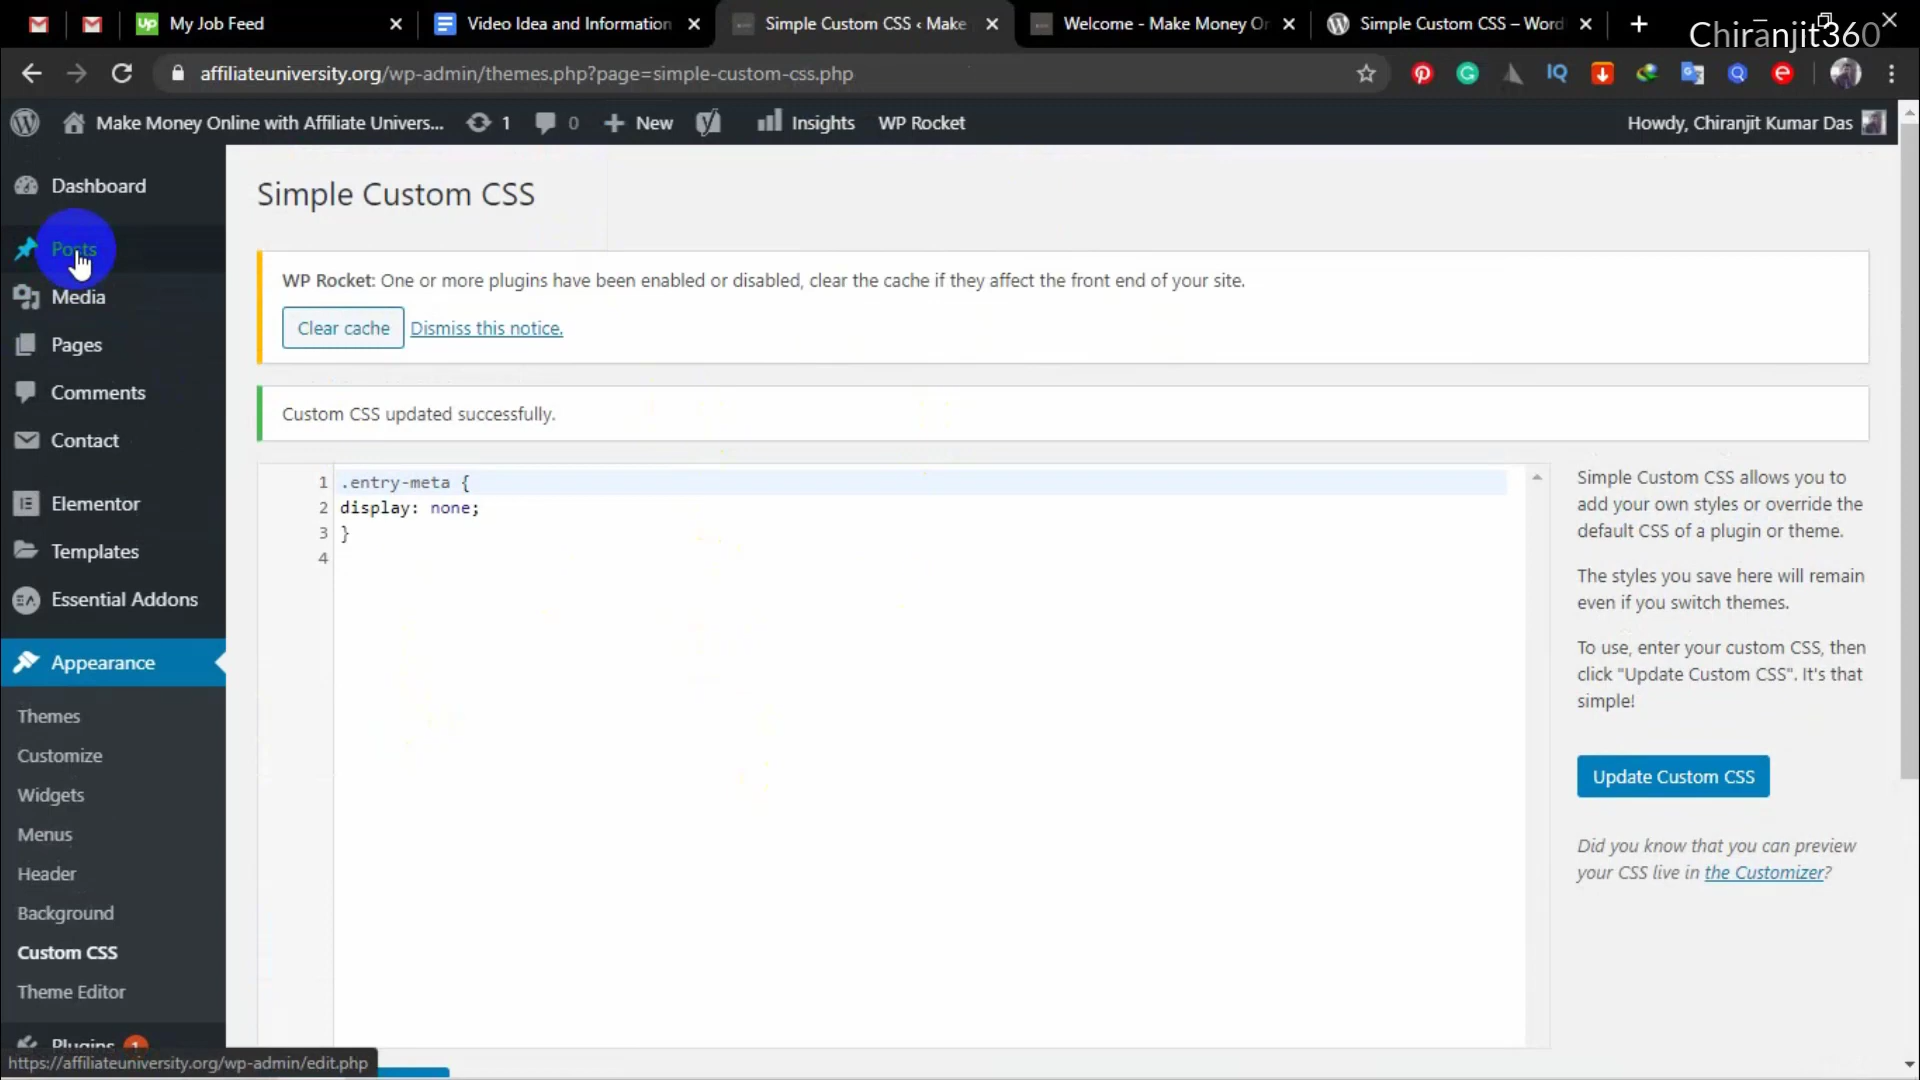 My Job Feed
Video Idea and Information
Simple Custom CSS ‹ Make
Welcome - Make Money Or
Simple Custom CSS – Word
Chiranjit360
affiliateuniversity.org/wp-admin/themes.php?page=simple-custom-css.php
Make Money Online with Affiliate Univers...
1
0
New
Insights
WP Rocket
Howdy, Chiranjit Kumar Das
Dashboard
Posts
Media
Pages
Comments
Contact
Elementor
Templates
Essential Addons
Appearance
Themes
Customize
Widgets
Menus
Header
Background
Custom CSS
Theme Editor
Plugins 1
https://affiliateuniversity.org/wp-admin/edit.php
Simple Custom CSS
WP Rocket: One or more plugins have been enabled or disabled, clear the cache if they affect the front end of your site.
Clear cache Dismiss this notice.
Custom CSS updated successfully.
1 .entry-meta {
2 display: none;
3 }
4
Simple Custom CSS allows you to
add your own styles or override the
default CSS of a plugin or theme.
The styles you save here will remain
even if you switch themes.
To use, enter your custom CSS, then
click "Update Custom CSS". It's that
simple!
Update Custom CSS
Did you know that you can preview
your CSS live in the Customizer?